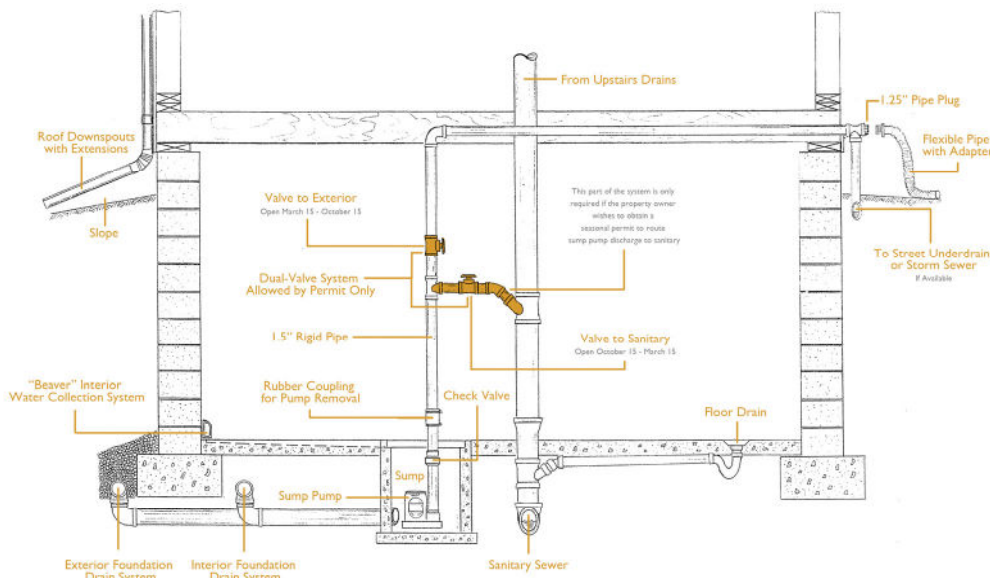 From Upstairs Drains
1.25" Pipe Plug
Roof Downspouts
with Extensions
Flexible Pipe
with Adapter
Valve to Exterior
Open March 15 - October 15
This part of the system is only
required if the property owner
wishes to obtain a
seasonal permit to route
sump pump discharge to sanitary
Slope
To Street Underdrain
or Storm Sewer
If Available
Dual-Valve System
Allowed by Permit Only
1.5" Rigid Pipe
Valve to Sanitary
Open October 15 - March 15
"Beaver" Interior
Water Collection System
Rubber Coupling
for Pump Removal
Check Valve
Floor Drain
Sump
Sump Pump
Exterior Foundation
Drain System
Interior Foundation
Drain System
Sanitary Sewer